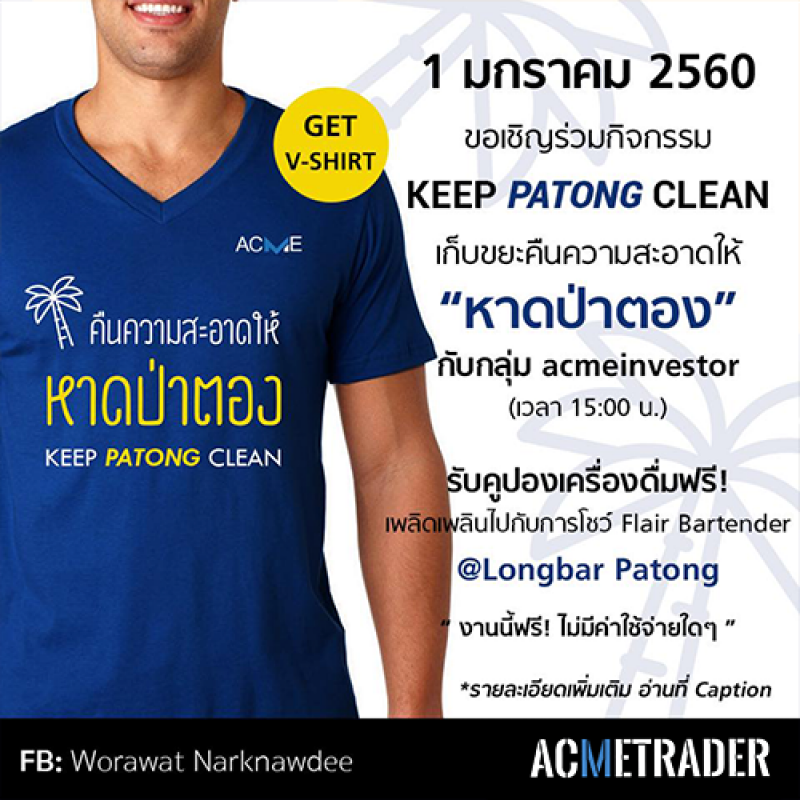 GET
V-SHIRT
ACME
คืนความสะอาดให้
หาดป่าตอง
KEEP PATONG CLEAN
1 มกราคม 2560
ขอเชิญร่วมกิจกรรม
KEEP PATONG CLEAN
เก็บขยะคืนความสะอาดให้
“หาดป่าตอง”
กับกลุ่ม acmeinvestor
(เวลา 15:00 น.)
รับคูปองเครื่องดื่มฟรี!
เพลิดเพลินไปกับการโชว์ Flair Bartender
@Longbar Patong
“ งานนี้ฟรี! ไม่มีค่าใช้จ่ายใดๆ ”
*รายละเอียดเพิ่มเติม อ่านที่ Caption
FB: Worawat Narknawdee
ACMETRADER